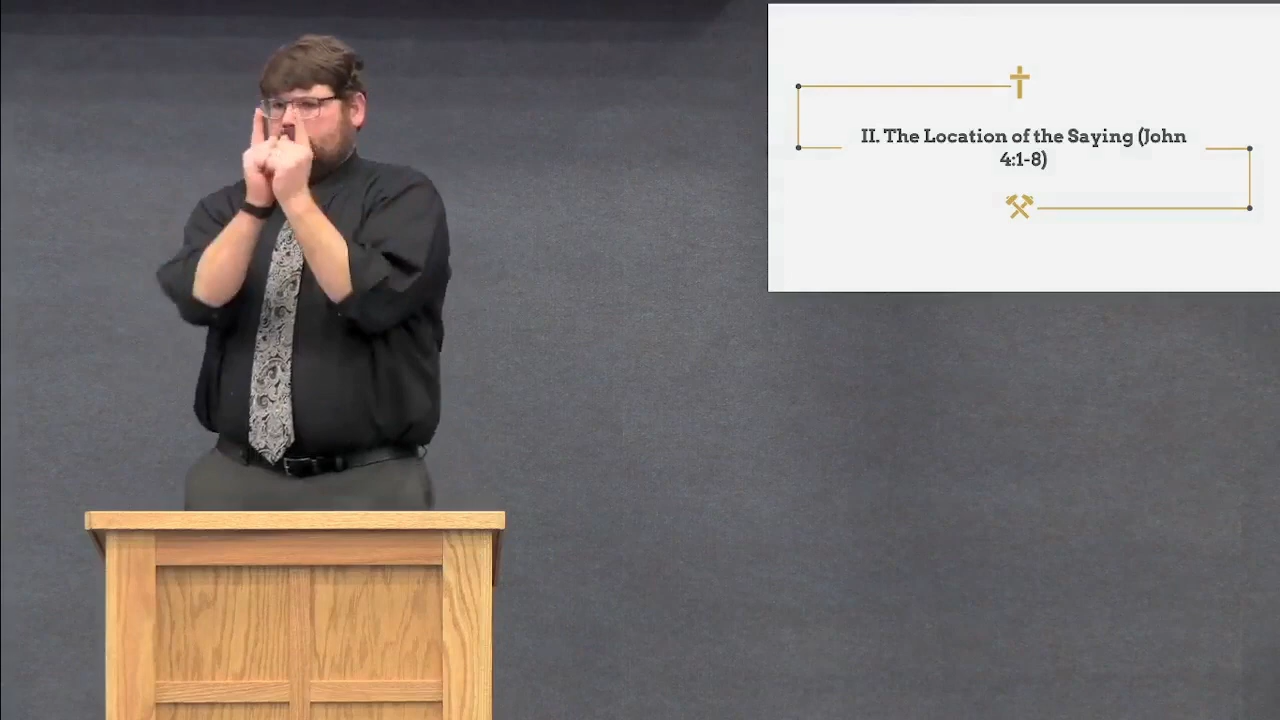 II. The Location of the Saying (John
4:1-8)